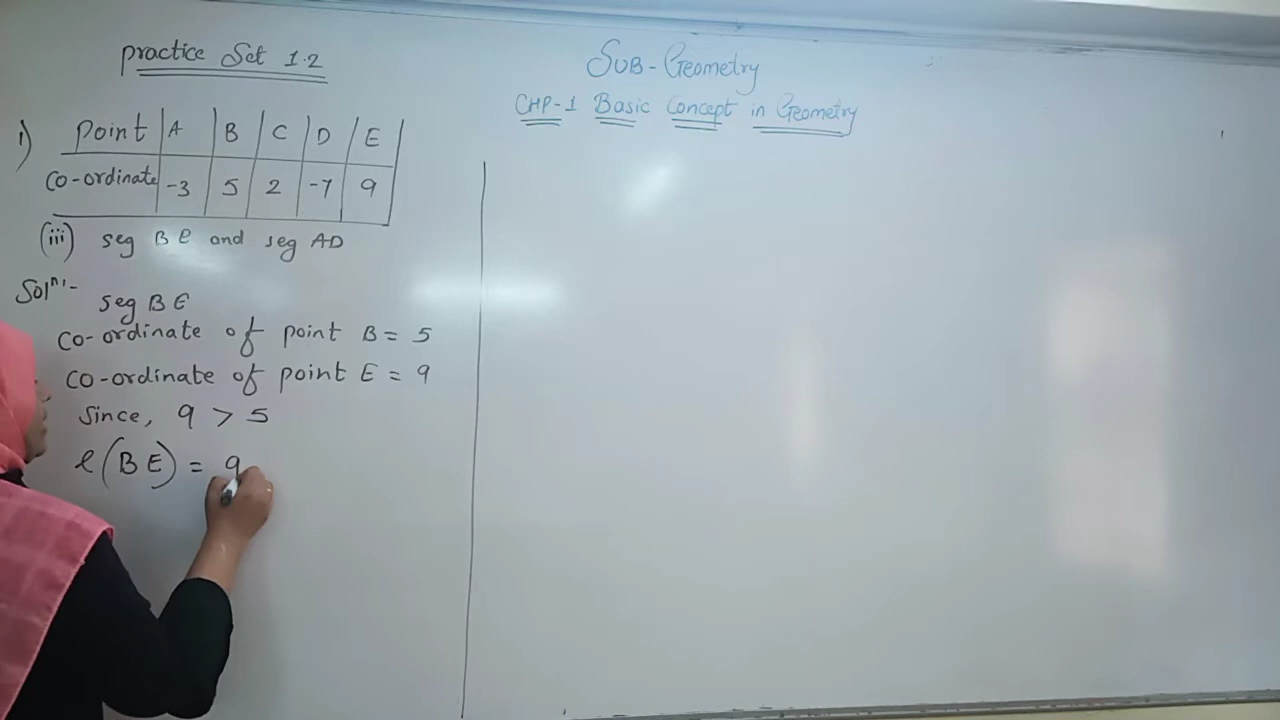 practice Set 1.2
SUB - Geometry
CHP-1 Basic Concept in Geometry
i) Point A B C D E
Co-ordinate -3 5 2 -7 9
(iii) seg BE and seg AD
Solⁿ:-
seg BE
Co-ordinate of point B = 5
Co-ordinate of point E = 9
Since, 9 > 5
l(BE) = 9